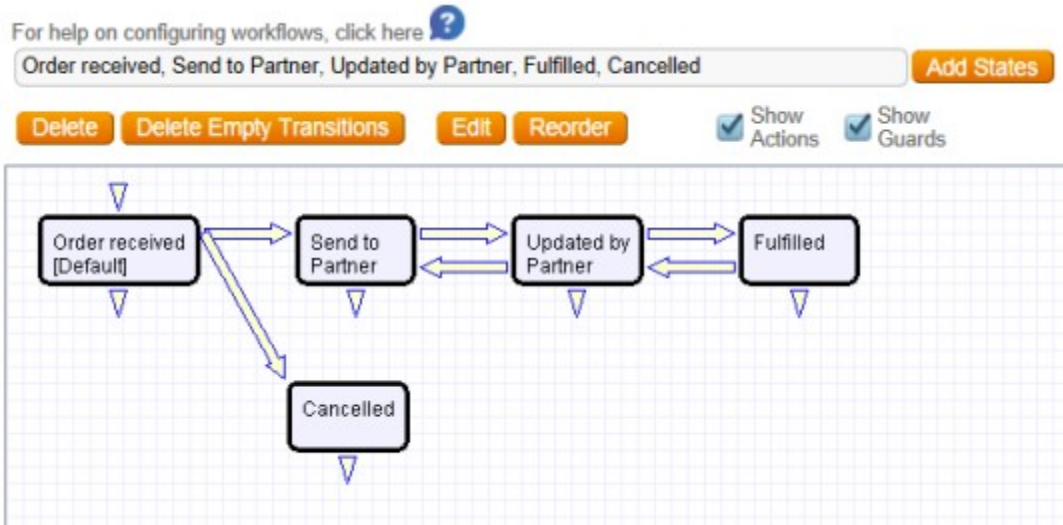 For help on configuring workflows, click here ?
Order received, Send to Partner, Updated by Partner, Fulfilled, Cancelled
Add States
Delete
Delete Empty Transitions
Edit
Reorder
Show
Actions
Show
Guards
Order received
[Default]
Send to
Partner
Updated by
Partner
Fulfilled
Cancelled